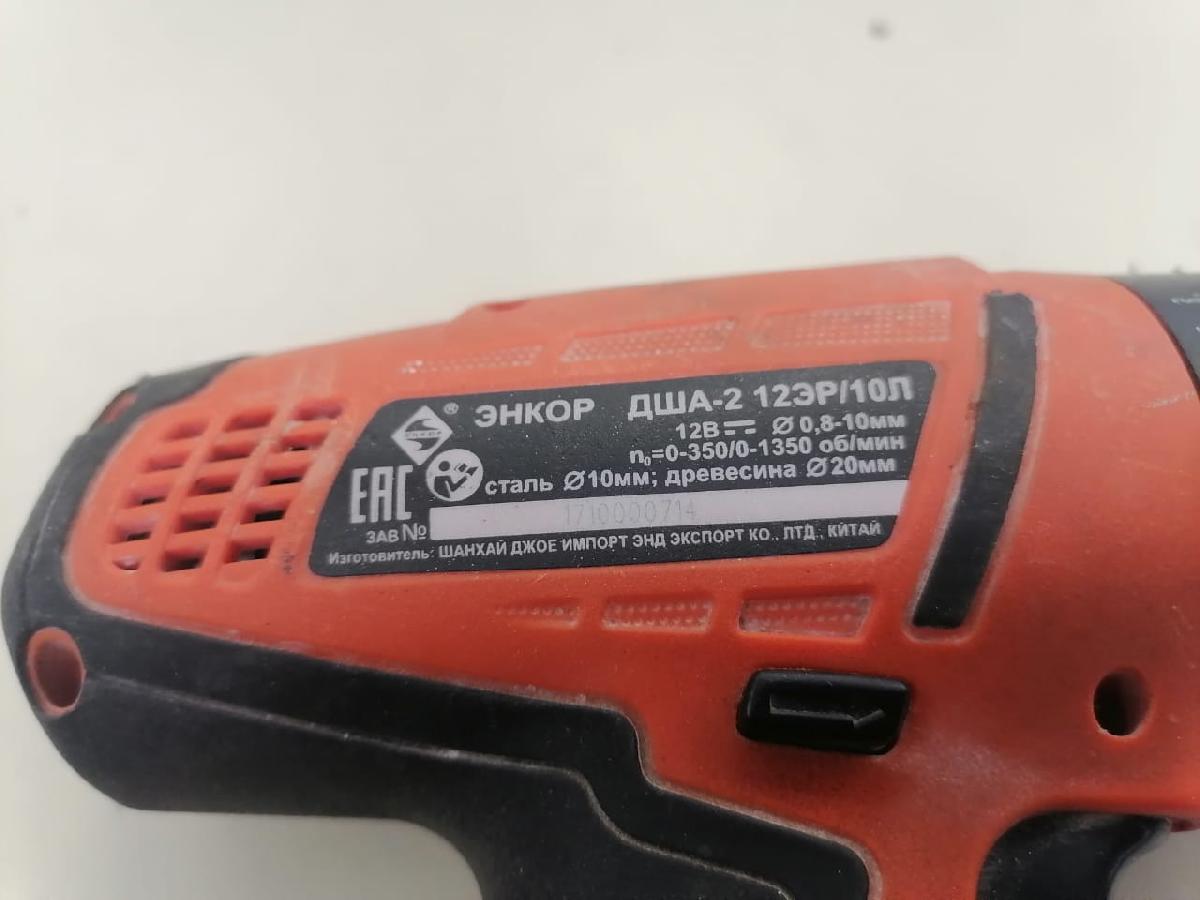 ® ЭНКОР ДША-2 12ЭР/10Л
12В Ø0,8-10мм
n₀=0-350/0-1350 об/мин
сталь Ø10мм; древесина Ø20мм
EAC
ЗАВ № 1710000714
Изготовитель: ШАНХАЙ ДЖОЕ ИМПОРТ ЭНД ЭКСПОРТ КО., ЛТД., КИТАЙ